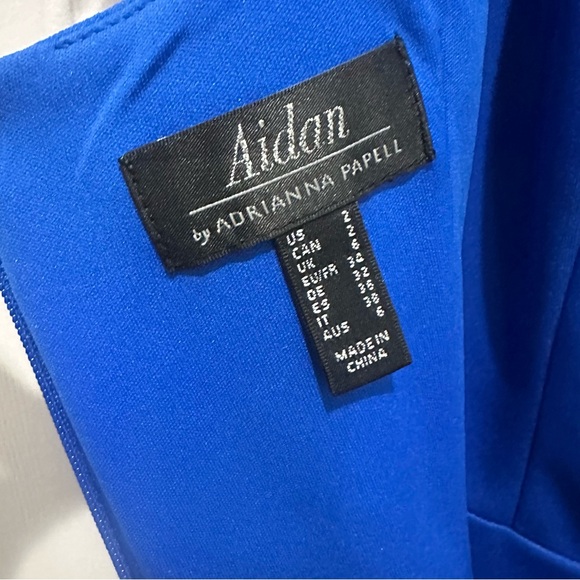 Aidan
by ADRIANNA PAPELL
US 2
CAN 2
UK 6
EU/FR 34
DE 32
ES 36
IT 38
AUS 6
MADE IN
CHINA